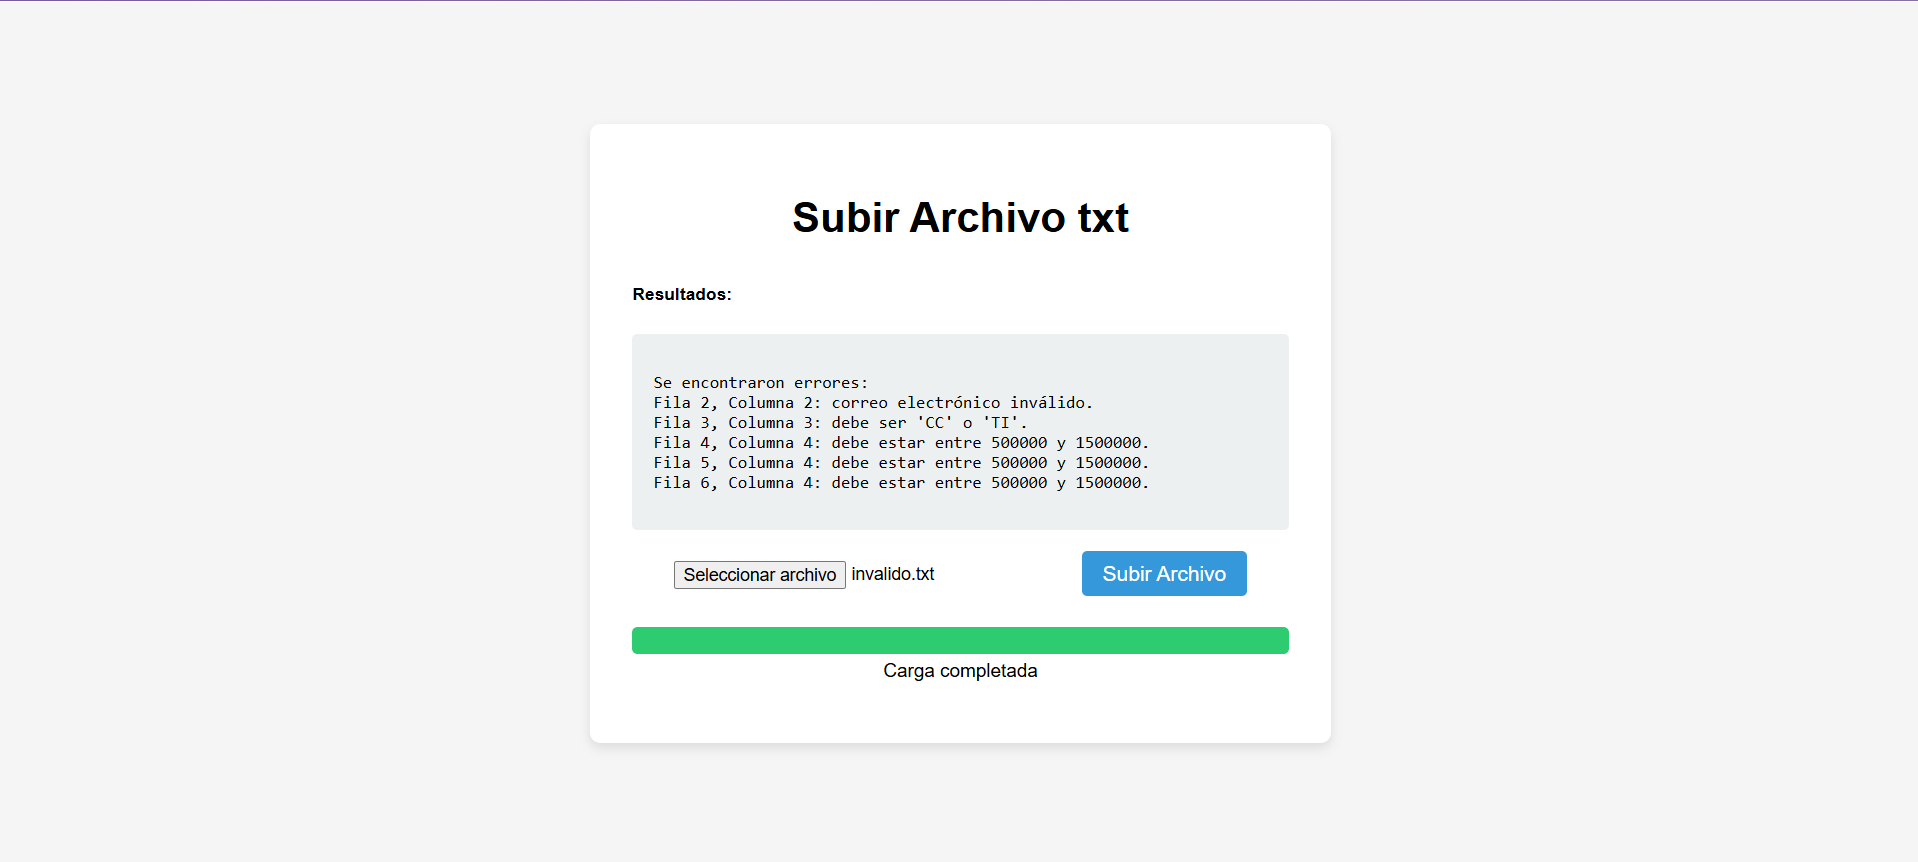 Subir Archivo txt
Resultados:
Se encontraron errores:
Fila 2, Columna 2: correo electrónico inválido.
Fila 3, Columna 3: debe ser 'CC' o 'TI'.
Fila 4, Columna 4: debe estar entre 500000 y 1500000.
Fila 5, Columna 4: debe estar entre 500000 y 1500000.
Fila 6, Columna 4: debe estar entre 500000 y 1500000.
Seleccionar archivo invalido.txt
Subir Archivo
Carga completada